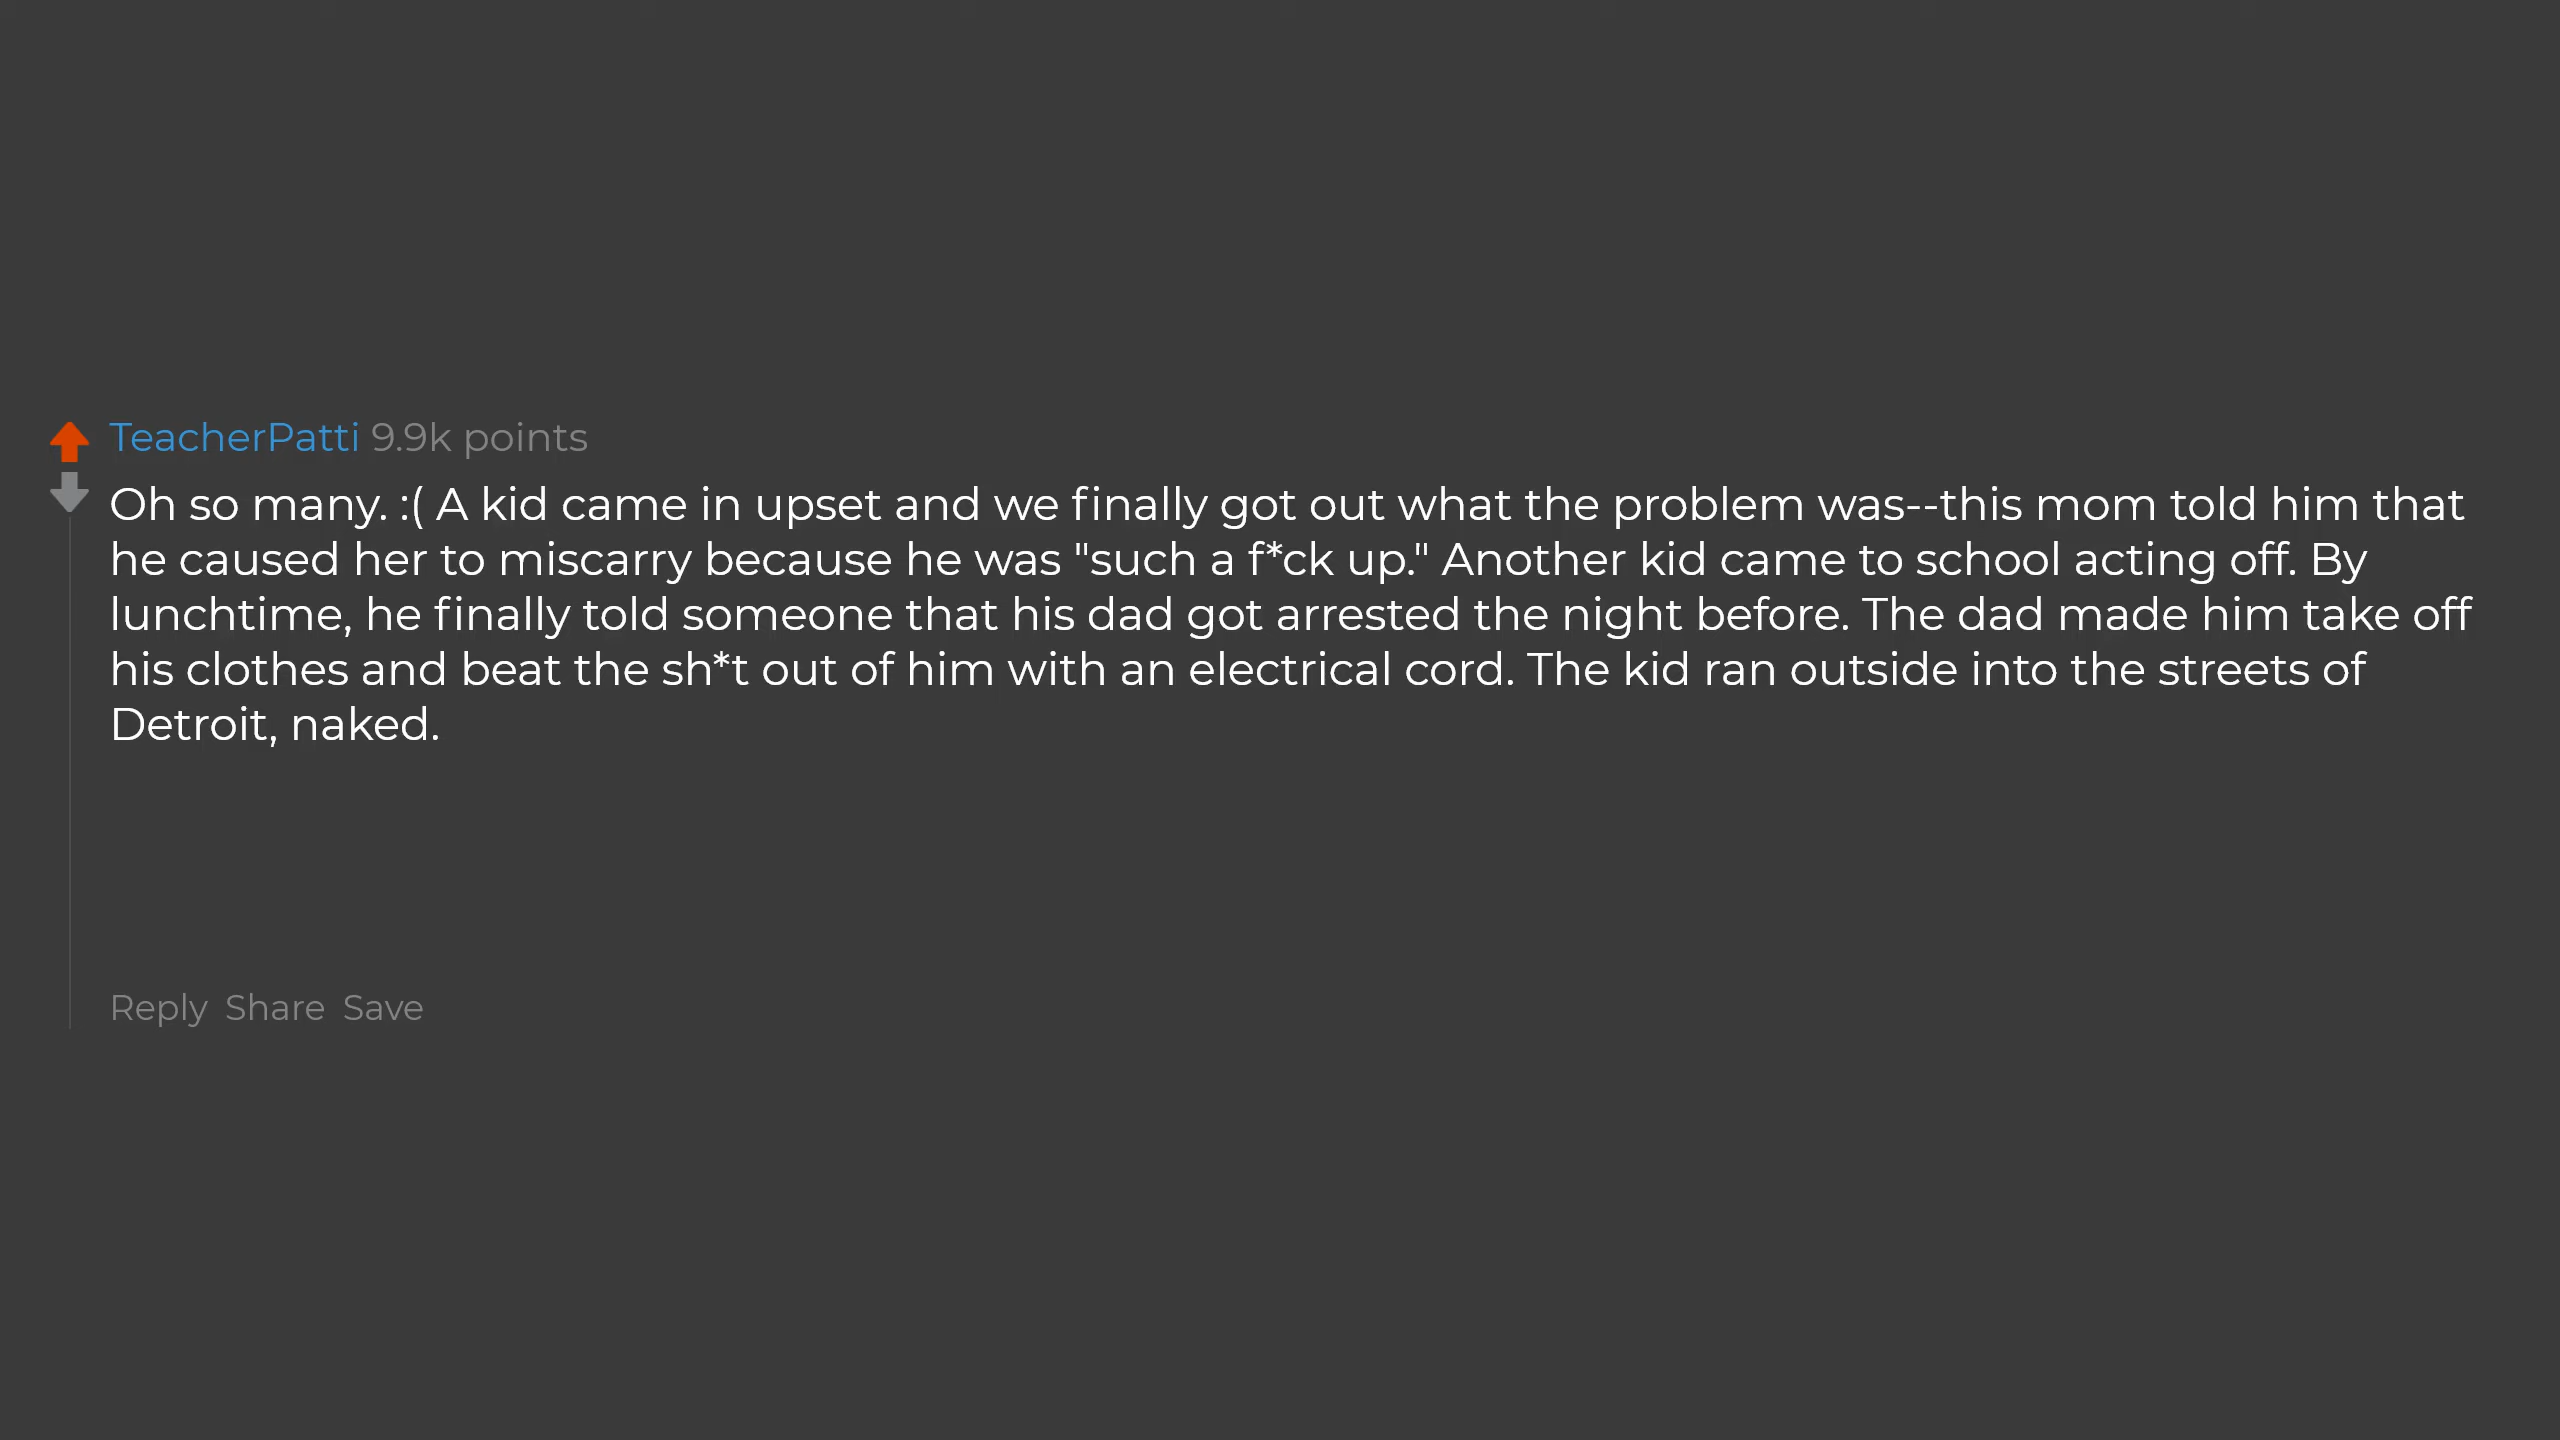 TeacherPatti 9.9k points
Oh so many. :( A kid came in upset and we finally got out what the problem was--this mom told him that
he caused her to miscarry because he was "such a f*ck up." Another kid came to school acting off. By
lunchtime, he finally told someone that his dad got arrested the night before. The dad made him take off
his clothes and beat the sh*t out of him with an electrical cord. The kid ran outside into the streets of
Detroit, naked.
Reply Share Save